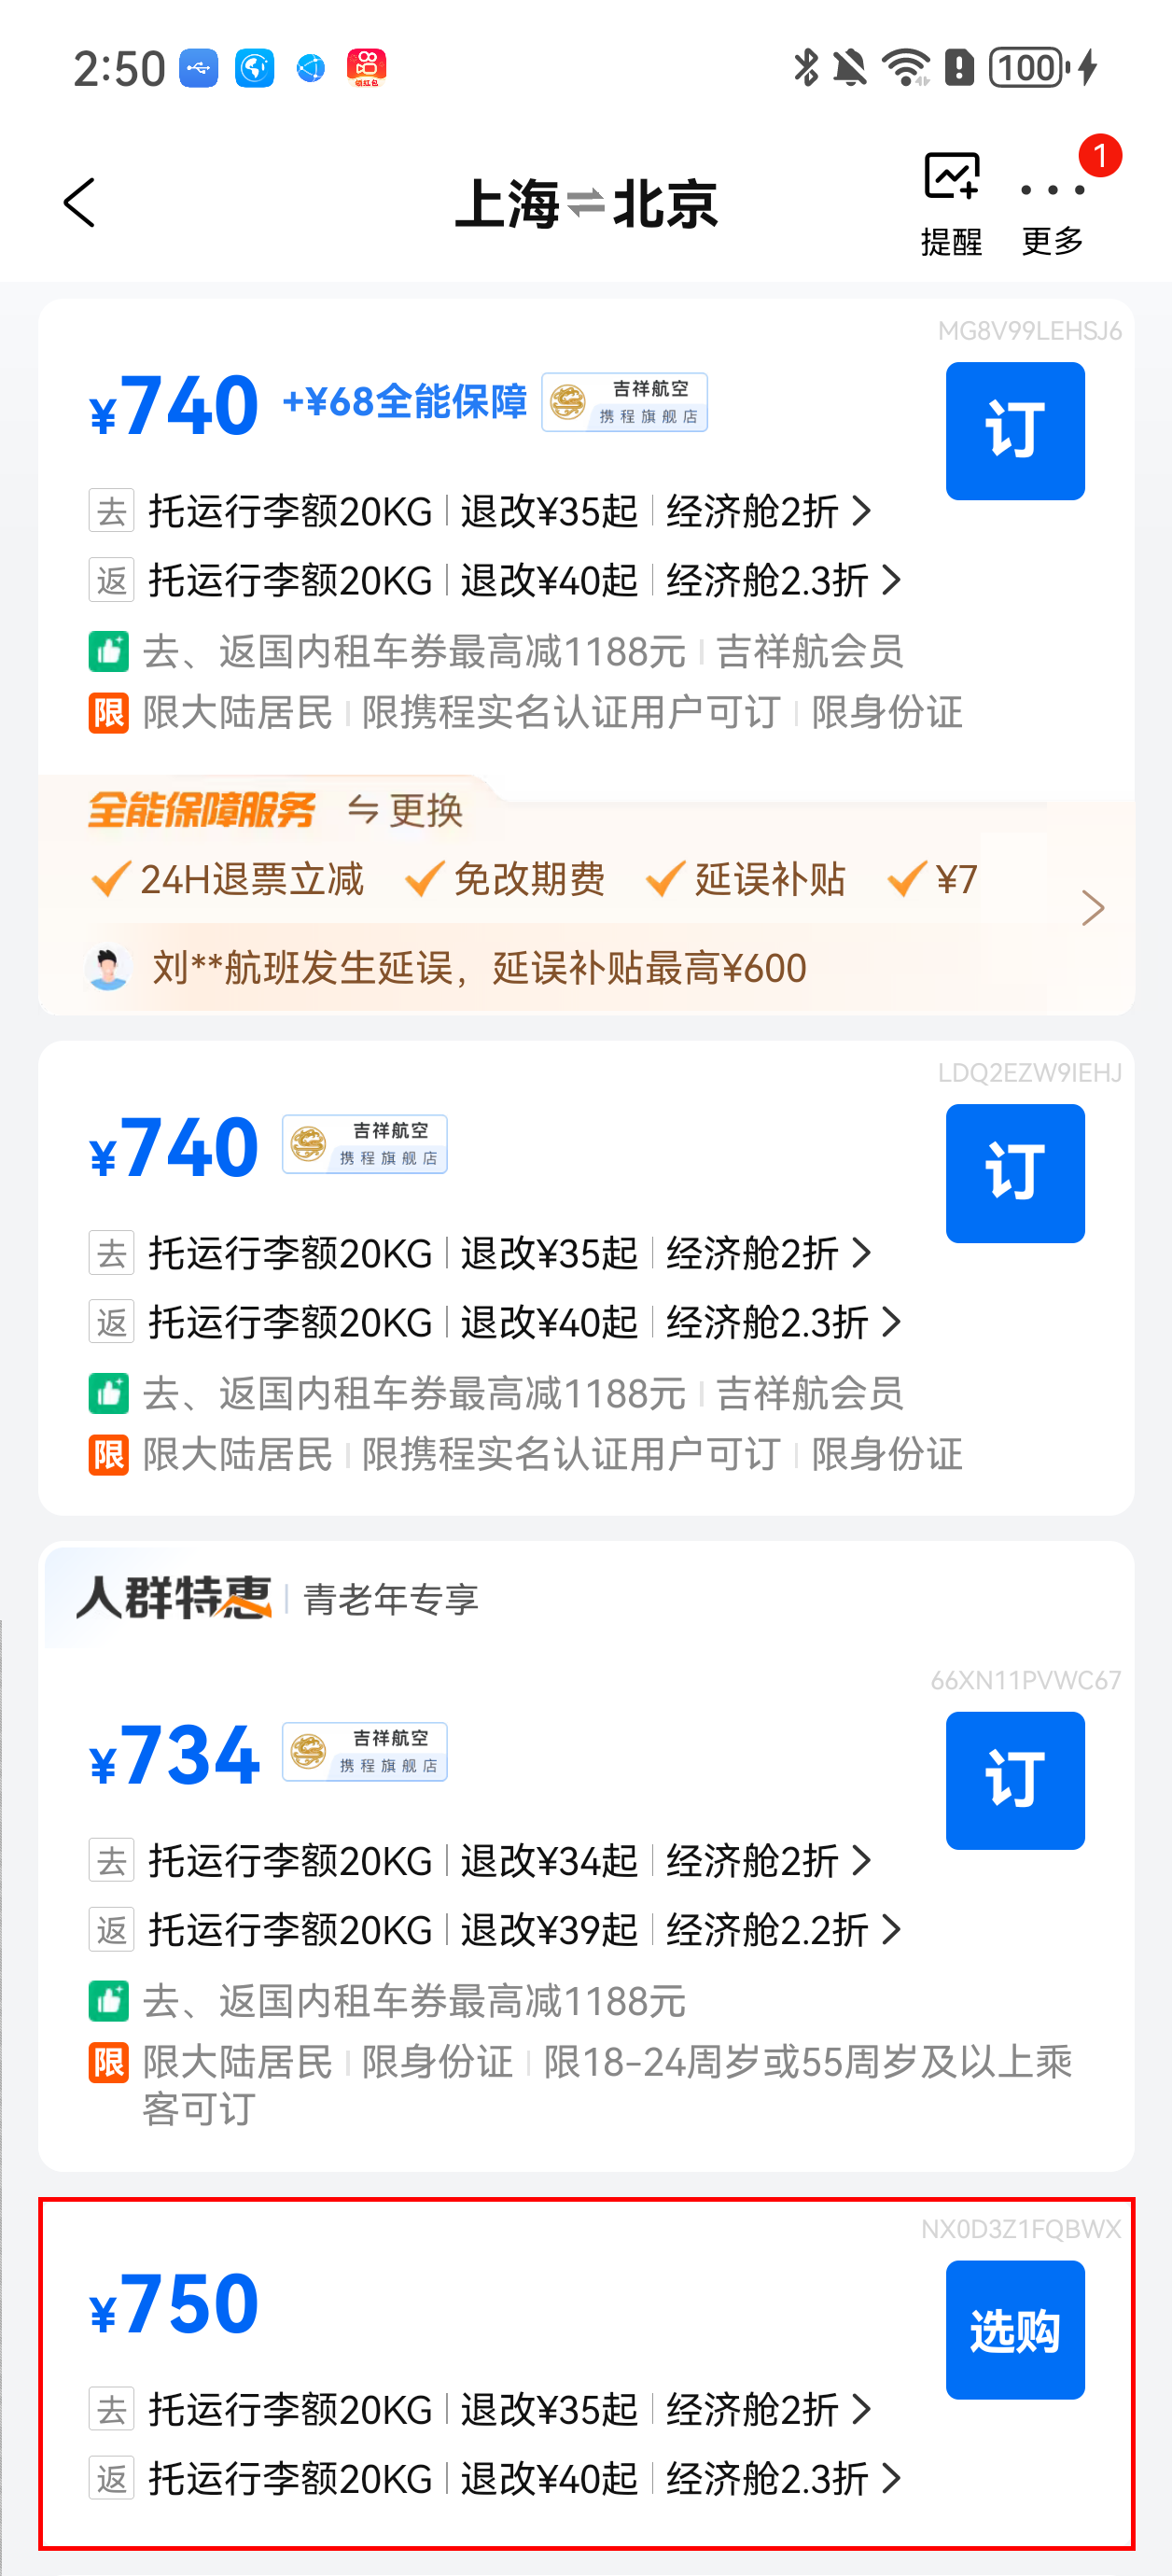 2:50
领红包
100
上海⇌北京
提醒
更多
1
MG8V99LEHSJ6
¥740 +¥68全能保障 吉祥航空 携程旗舰店
订
去 托运行李额20KG | 退改¥35起 | 经济舱2折 >
返 托运行李额20KG | 退改¥40起 | 经济舱2.3折 >
去、返国内租车券最高减1188元 | 吉祥航会员
限 限大陆居民 | 限携程实名认证用户可订 | 限身份证
全能保障服务 ⇋ 更换
24H退票立减 免改期费 延误补贴 ¥7
刘**航班发生延误，延误补贴最高¥600
LDQ2EZW9IEHJ
¥740 吉祥航空 携程旗舰店
订
去 托运行李额20KG | 退改¥35起 | 经济舱2折 >
返 托运行李额20KG | 退改¥40起 | 经济舱2.3折 >
去、返国内租车券最高减1188元 | 吉祥航会员
限 限大陆居民 | 限携程实名认证用户可订 | 限身份证
人群特惠 | 青老年专享
66XN11PVWC67
¥734 吉祥航空 携程旗舰店
订
去 托运行李额20KG | 退改¥34起 | 经济舱2折 >
返 托运行李额20KG | 退改¥39起 | 经济舱2.2折 >
去、返国内租车券最高减1188元
限 限大陆居民 | 限身份证 | 限18-24周岁或55周岁及以上乘
客可订
NX0D3Z1FQBWX
¥750
选购
去 托运行李额20KG | 退改¥35起 | 经济舱2折 >
返 托运行李额20KG | 退改¥40起 | 经济舱2.3折 >